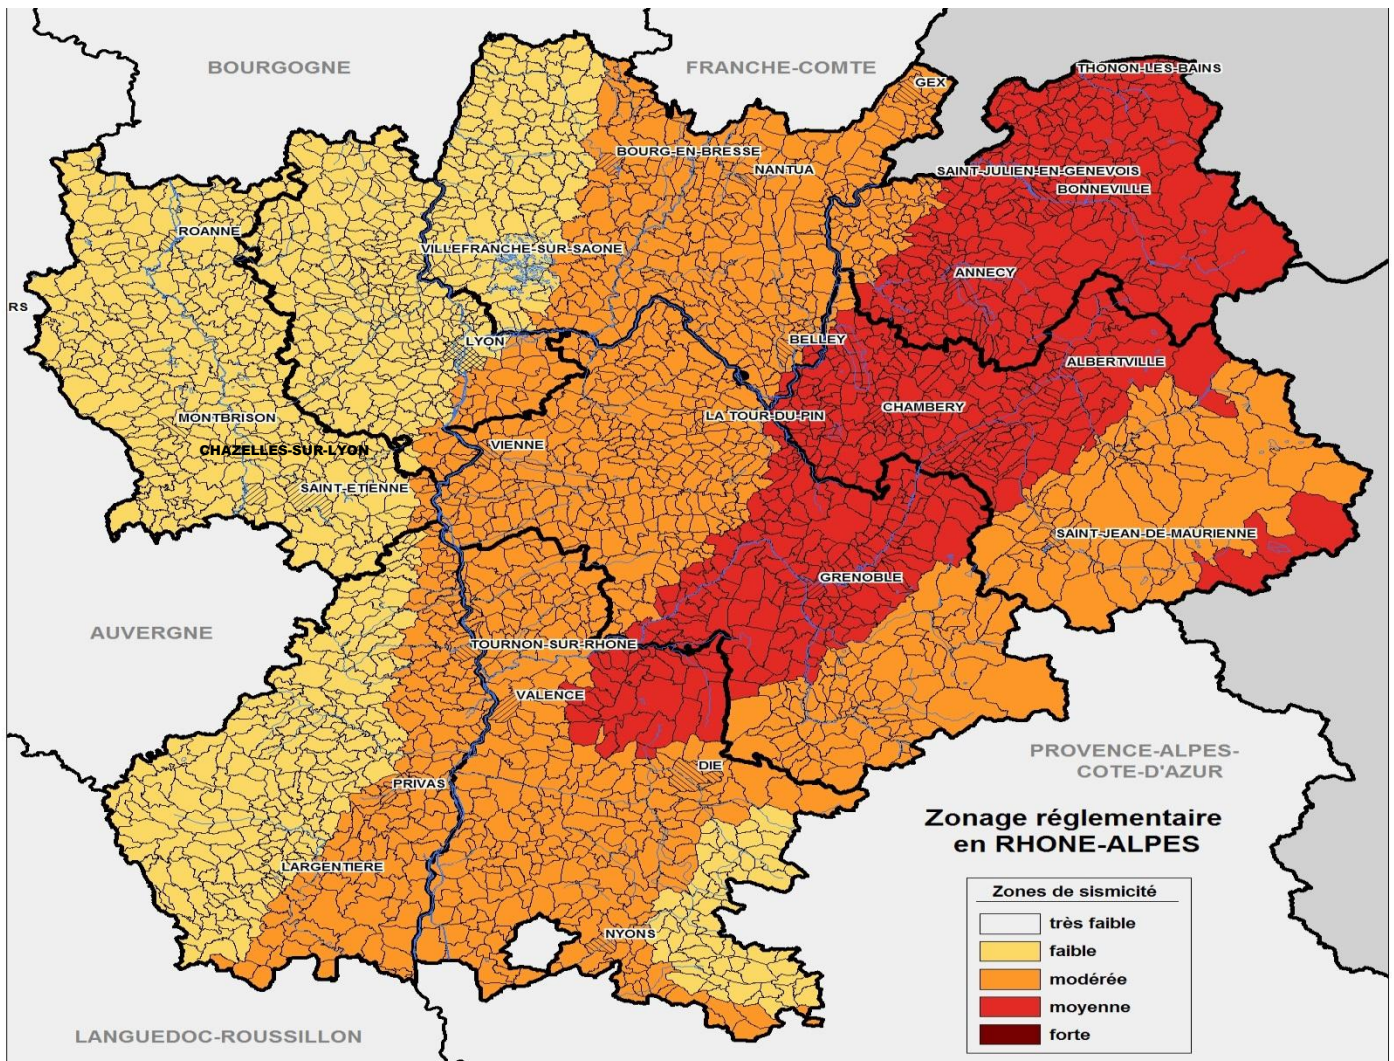 BOURGOGNE
FRANCHE-COMTE
THONON-LES-BAINS
GEX
BOURG-EN-BRESSE
NANTUA
SAINT-JULIEN-EN-GENEVOIS
BONNEVILLE
ROANNE
VILLEFRANCHE-SUR-SAONE
ANNECY
RS
LYON
BELLEY
ALBERTVILLE
CHAMBERY
LA TOUR-DU-PIN
MONTBRISON
VIENNE
CHAZELLES-SUR-LYON
SAINT-ETIENNE
SAINT-JEAN-DE-MAURIENNE
GRENOBLE
AUVERGNE
TOURNON-SUR-RHONE
VALENCE
PROVENCE-ALPES-
COTE-D'AZUR
DIE
PRIVAS
LARGENTIERE
NYONS
LANGUEDOC-ROUSSILLON
Zonage réglementaire
en RHONE-ALPES
Zones de sismicité
très faible
faible
modérée
moyenne
forte